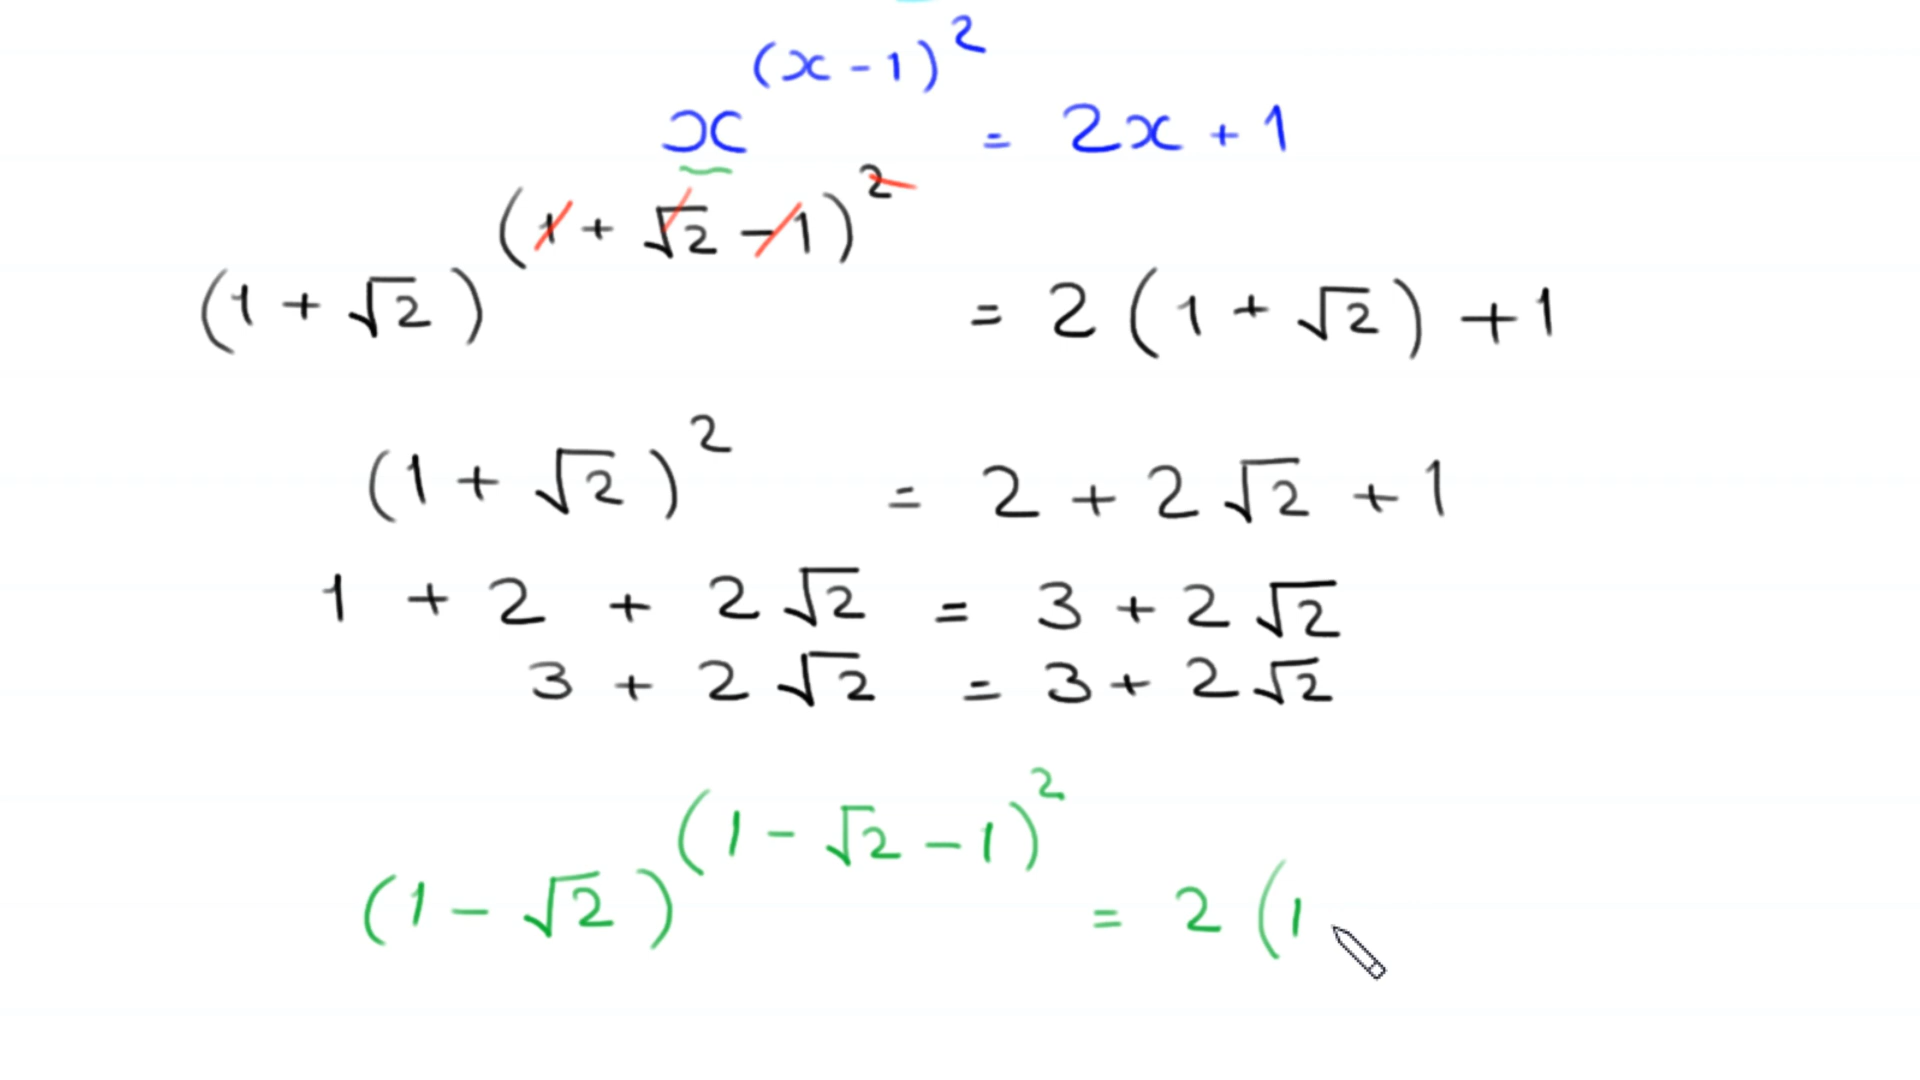 x^(x - 1)^2 = 2x + 1
(1 + √2)^(1 + √2 - 1)^2 = 2(1 + √2) + 1
(1 + √2)^2 = 2 + 2√2 + 1
1 + 2 + 2√2 = 3 + 2√2
3 + 2√2 = 3 + 2√2
(1 - √2)^(1 - √2 - 1)^2 = 2(1